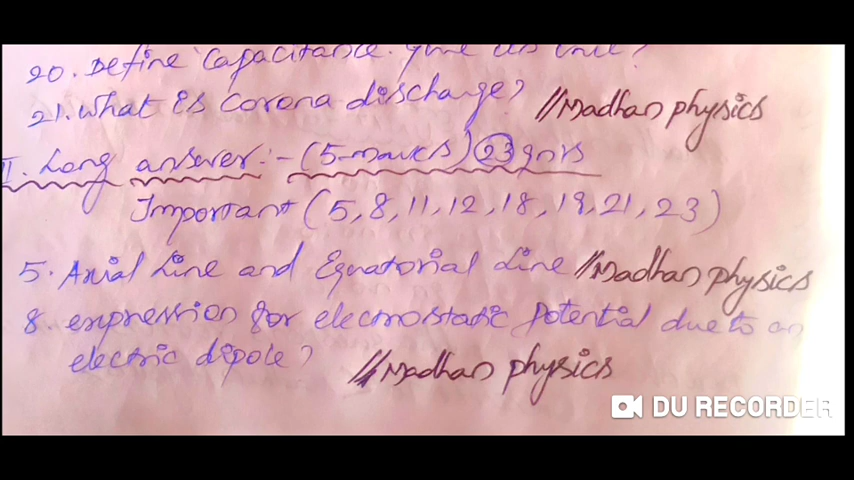 20. Define Capacitance. Give its unit?
21. What is corona discharge? //Madhan physics
I. Long answer:- (5-marks) 23 qns
Important (5, 8, 11, 12, 18, 19, 21, 23)
5. Axial Line and Equatorial Line //Madhan physics
8. expression for electrostatic potential due to an
electric dipole? //Madhan physics
DU RECORDER